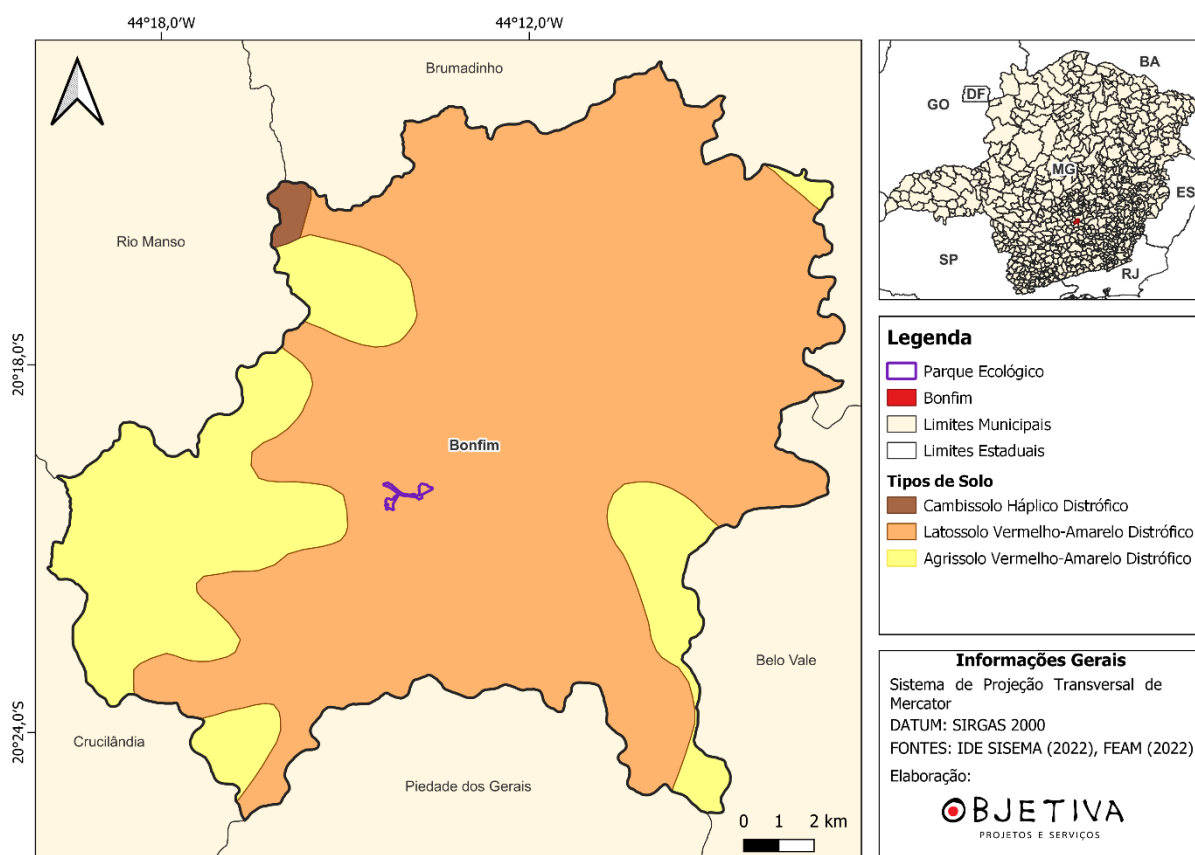 44°18,0'W
44°12,0'W
20°18,0'S
20°24,0'S
Brumadinho
Rio Manso
Bonfim
Belo Vale
Crucilândia
Piedade dos Gerais
0 1 2 km
BA
GO
DF
MG
ES
SP
RJ
Legenda
Parque Ecológico
Bonfim
Limites Municipais
Limites Estaduais
Tipos de Solo
Cambissolo Háplico Distrófico
Latossolo Vermelho-Amarelo Distrófico
Agrissolo Vermelho-Amarelo Distrófico
Informações Gerais
Sistema de Projeção Transversal de
Mercator
DATUM: SIRGAS 2000
FONTES: IDE SISEMA (2022), FEAM (2022)
Elaboração:
OBJETIVA
PROJETOS E SERVIÇOS